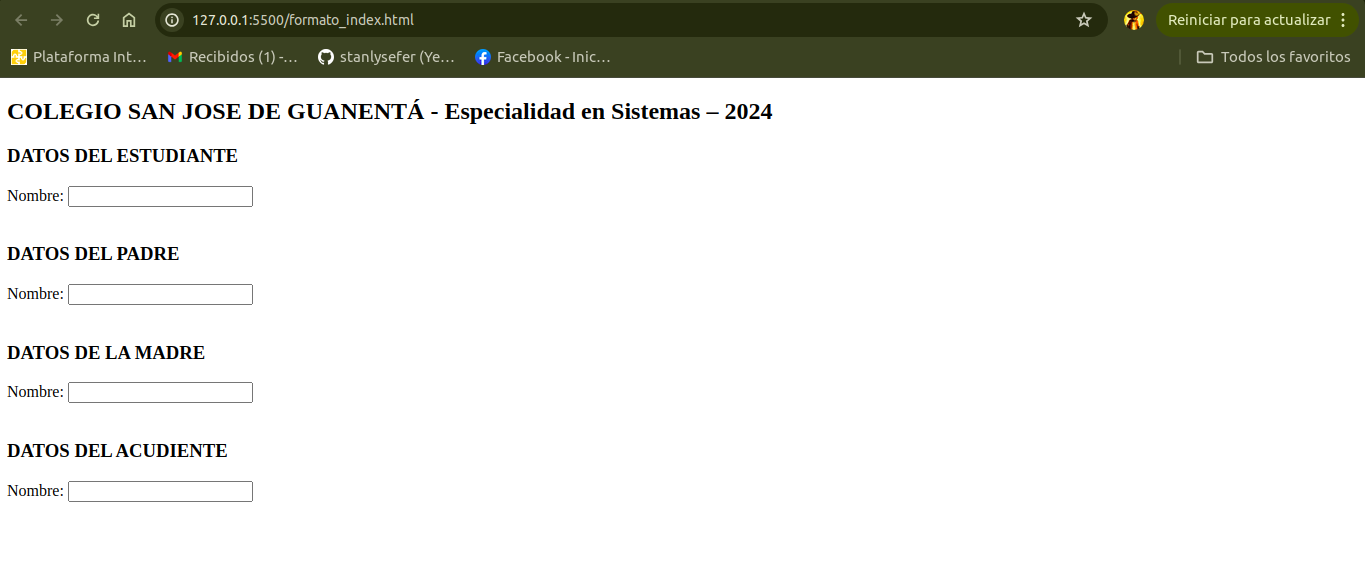 127.0.0.1:5500/formato_index.html
Reiniciar para actualizar
Plataforma Int…
Recibidos (1) -…
stanlysefer (Ye…
Facebook - Inic…
Todos los favoritos
COLEGIO SAN JOSE DE GUANENTÁ - Especialidad en Sistemas – 2024
DATOS DEL ESTUDIANTE
Nombre:
DATOS DEL PADRE
Nombre:
DATOS DE LA MADRE
Nombre:
DATOS DEL ACUDIENTE
Nombre: